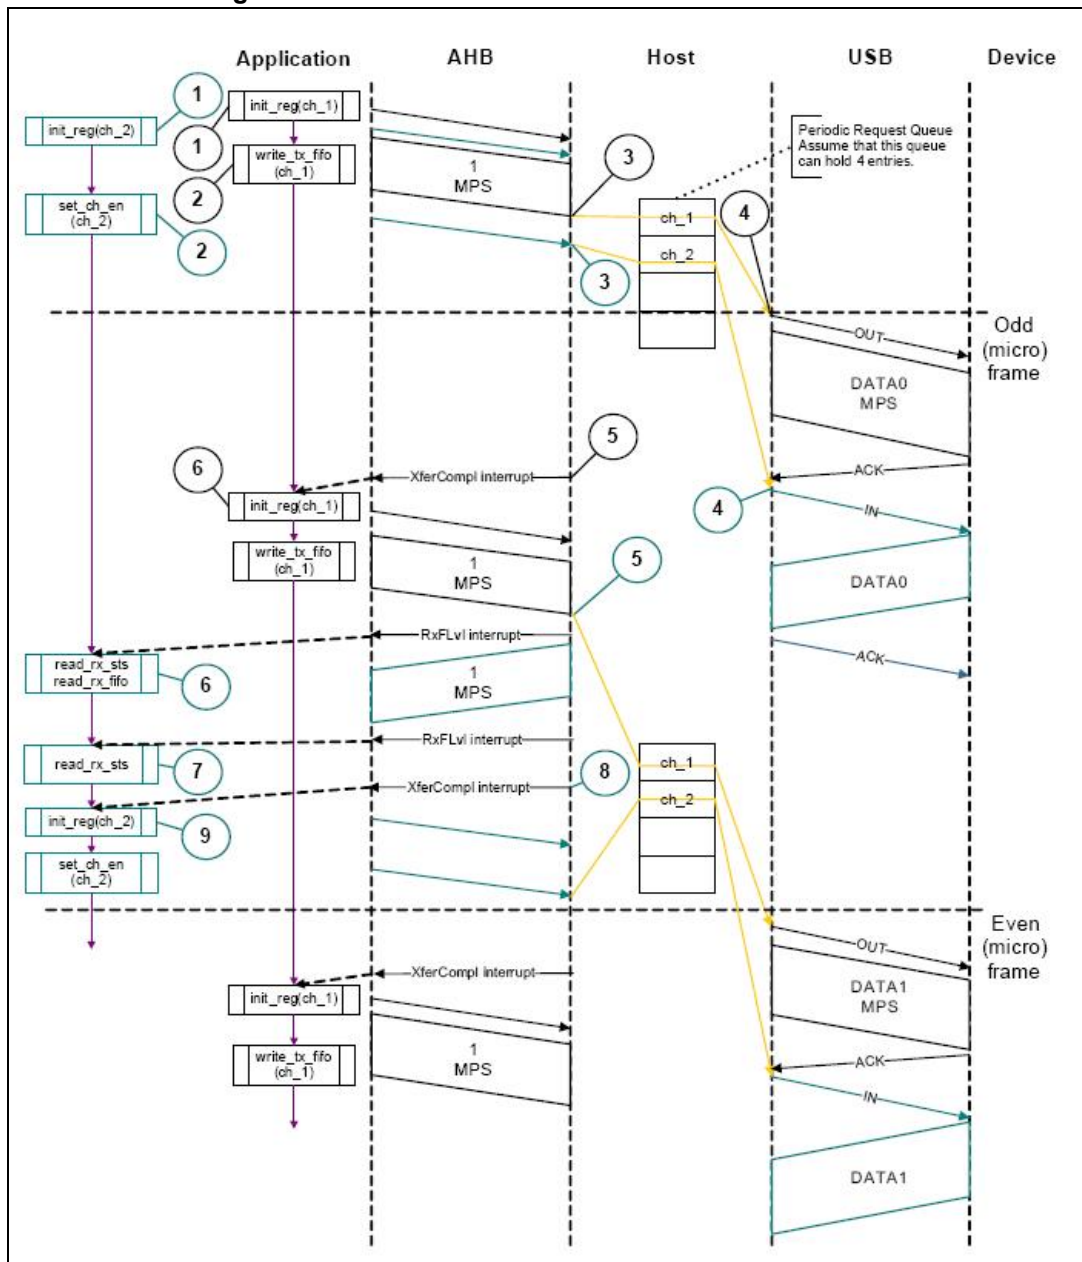 Application
AHB
Host
USB
Device
1
init_reg(ch_1)
init_reg(ch_2)
1
write_tx_fifo
(ch_1)
1
MPS
3
Periodic Request Queue
Assume that this queue
can hold 4 entries.
2
set_ch_en
(ch_2)
2
ch_1
4
ch_2
3
Odd
(micro)
frame
OUT
DATA0
MPS
5
ACK
6
XferCompl interrupt
init_reg(ch_1)
4
IN
write_tx_fifo
(ch_1)
1
MPS
5
DATA0
RxFLvl interrupt
ACK
read_rx_sts
read_rx_fifo
6
1
MPS
RxFLvl interrupt
read_rx_sts
7
8
ch_1
XferCompl interrupt
ch_2
init_reg(ch_2)
9
set_ch_en
(ch_2)
Even
(micro)
frame
OUT
XferCompl interrupt
init_reg(ch_1)
DATA1
MPS
write_tx_fifo
(ch_1)
1
MPS
ACK
IN
DATA1